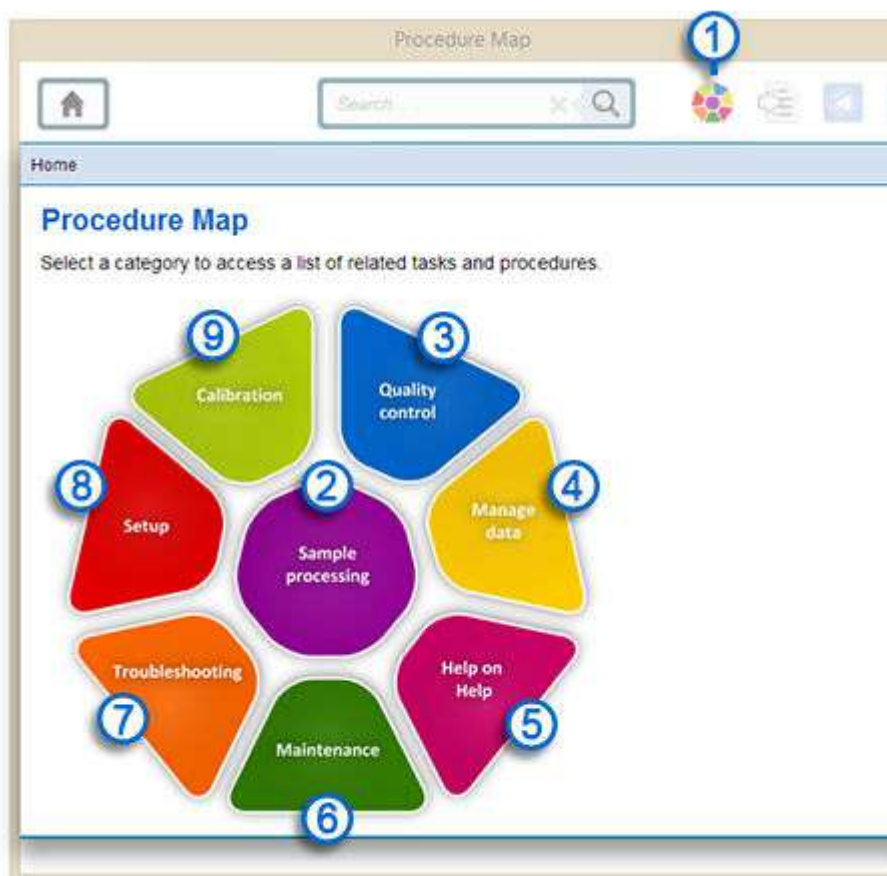 Procedure Map
1
Search...
Home
Procedure Map
Select a category to access a list of related tasks and procedures.
9
Calibration
3
Quality
control
8
Setup
2
Sample
processing
4
Manage
data
7
Troubleshooting
5
Help on
Help
6
Maintenance